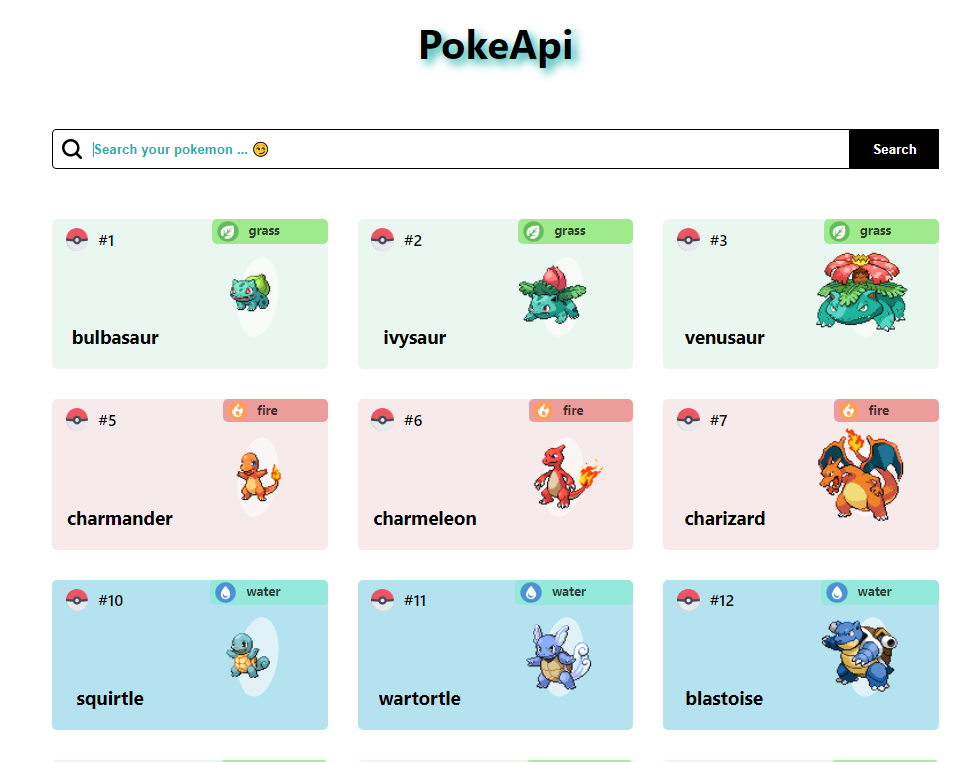 PokeApi
Search your pokemon ... 😏
Search
#1 grass
bulbasaur
#2 grass
ivysaur
#3 grass
venusaur
#5 fire
charmander
#6 fire
charmeleon
#7 fire
charizard
#10 water
squirtle
#11 water
wartortle
#12 water
blastoise